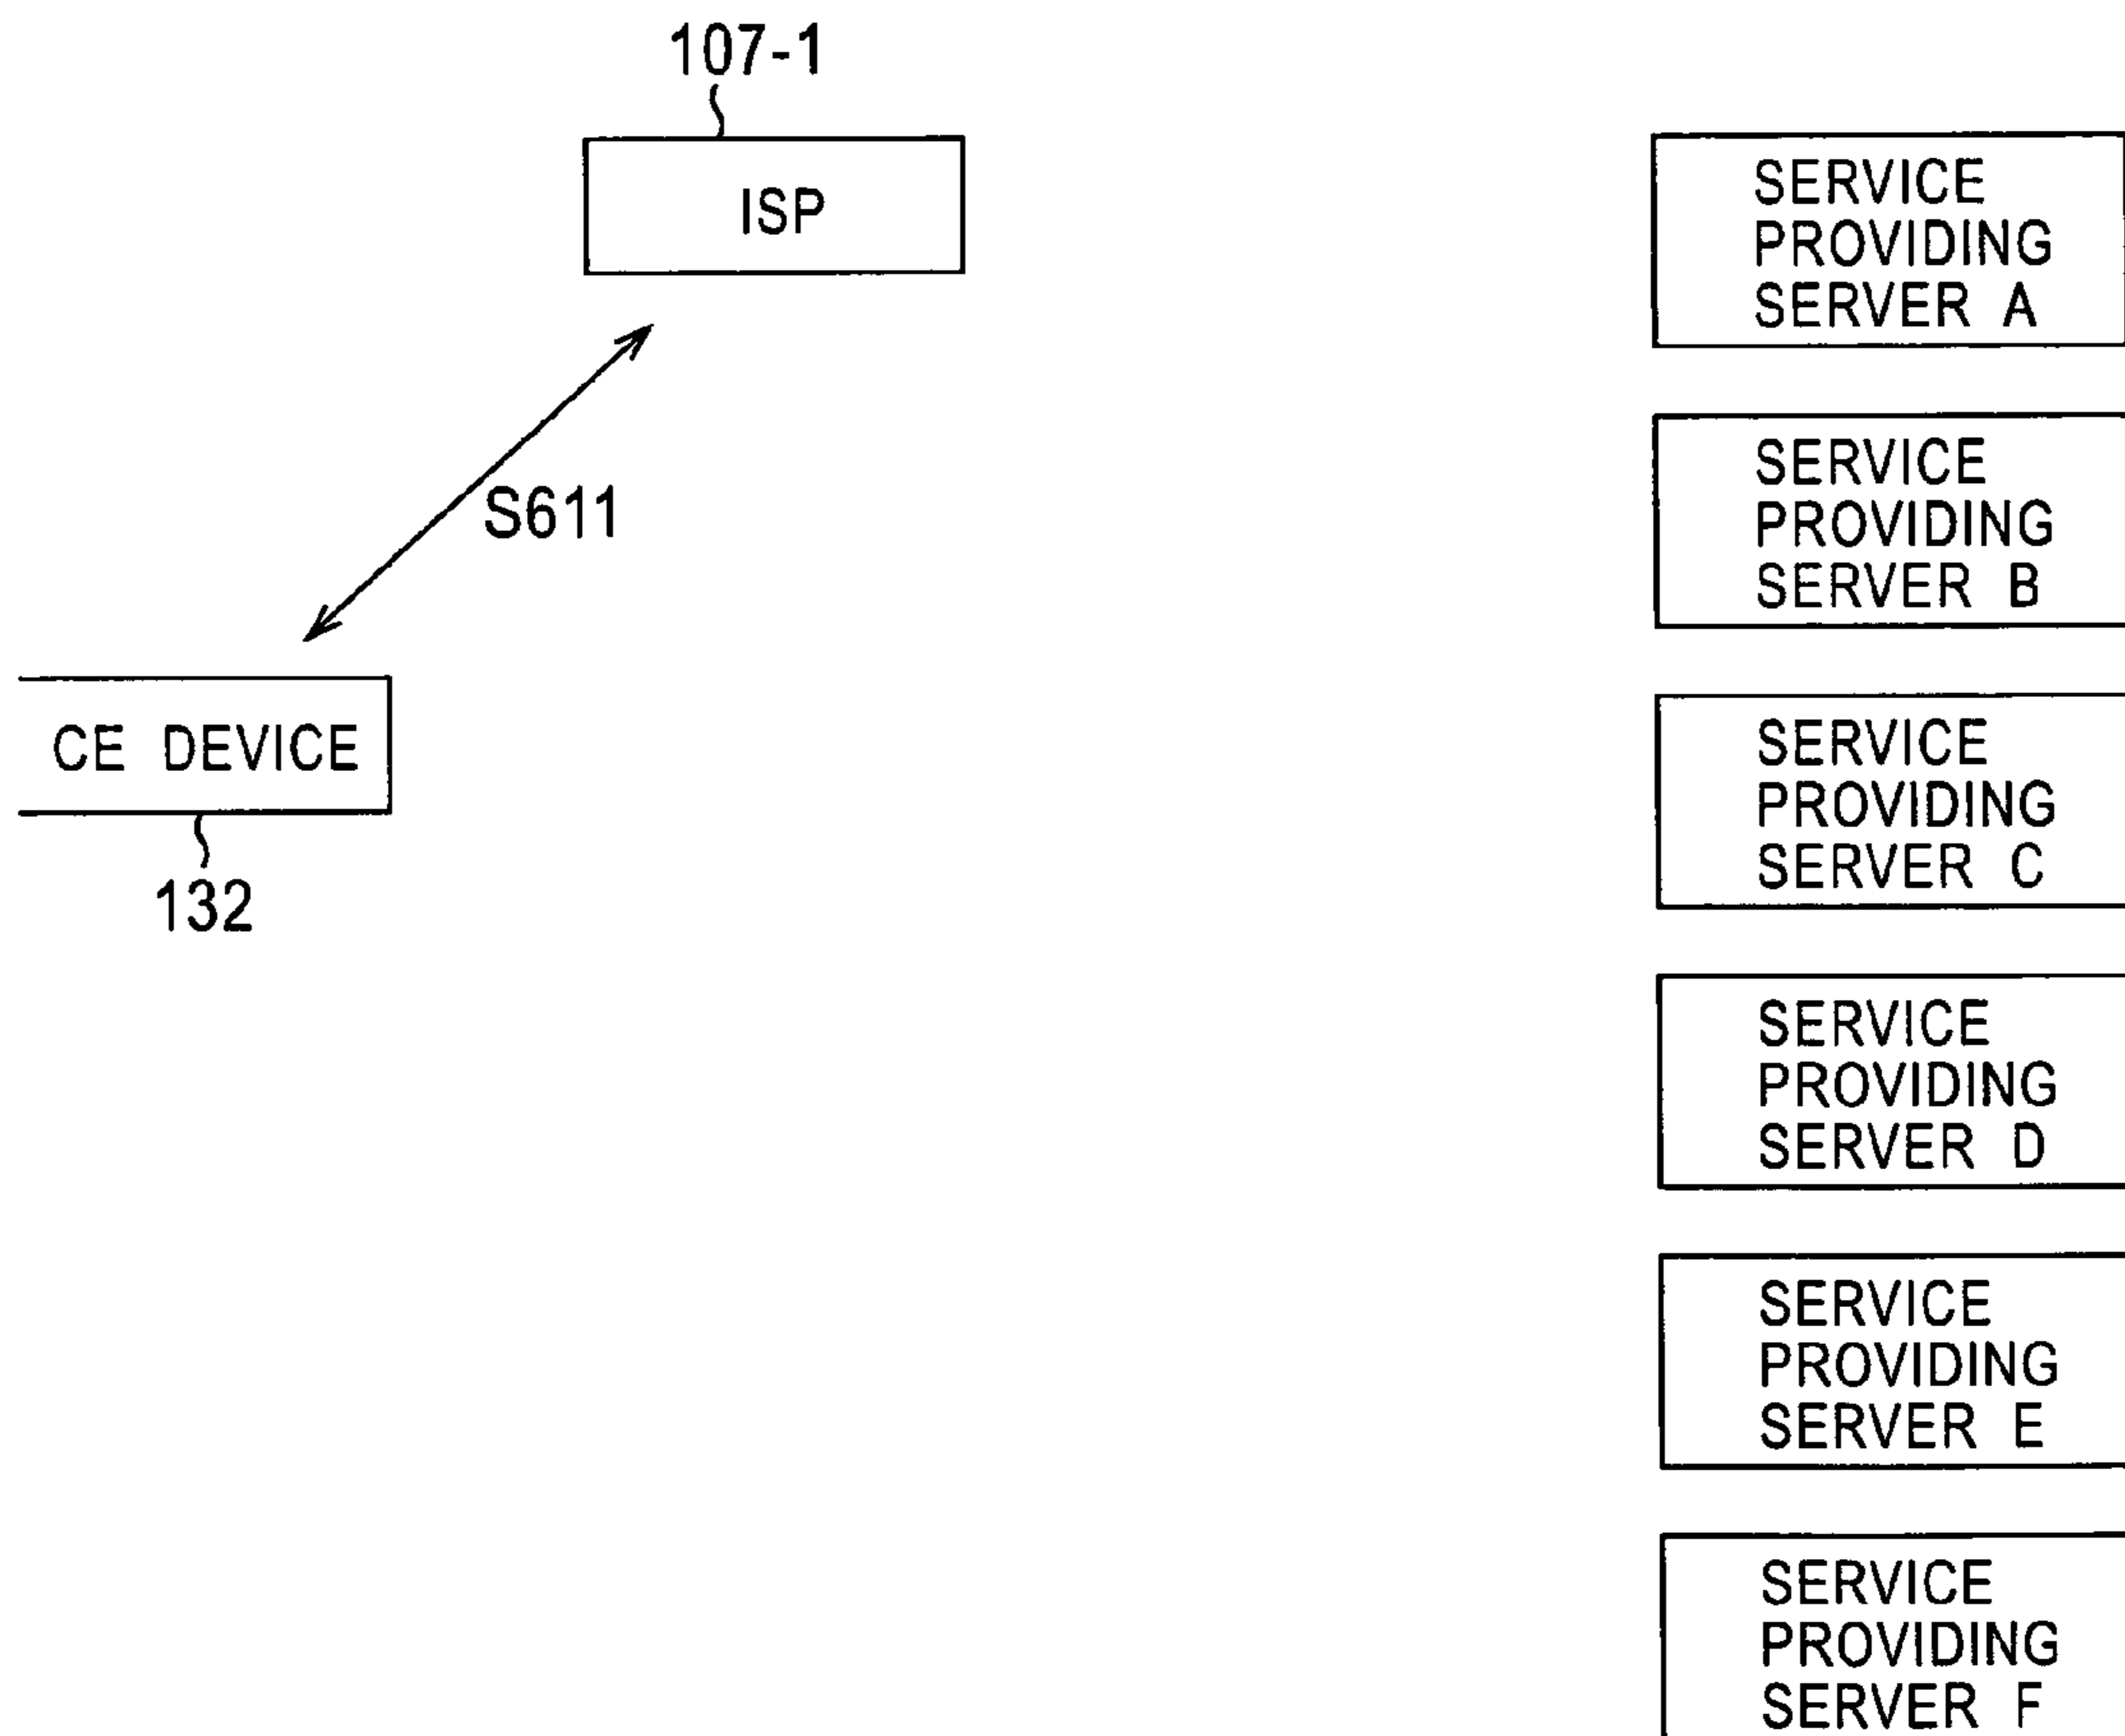 107-1
ISP
S611
CE DEVICE
132
SERVICE
PROVIDING
SERVER A
SERVICE
PROVIDING
SERVER B
SERVICE
PROVIDING
SERVER C
SERVICE
PROVIDING
SERVER D
SERVICE
PROVIDING
SERVER E
SERVICE
PROVIDING
SERVER F